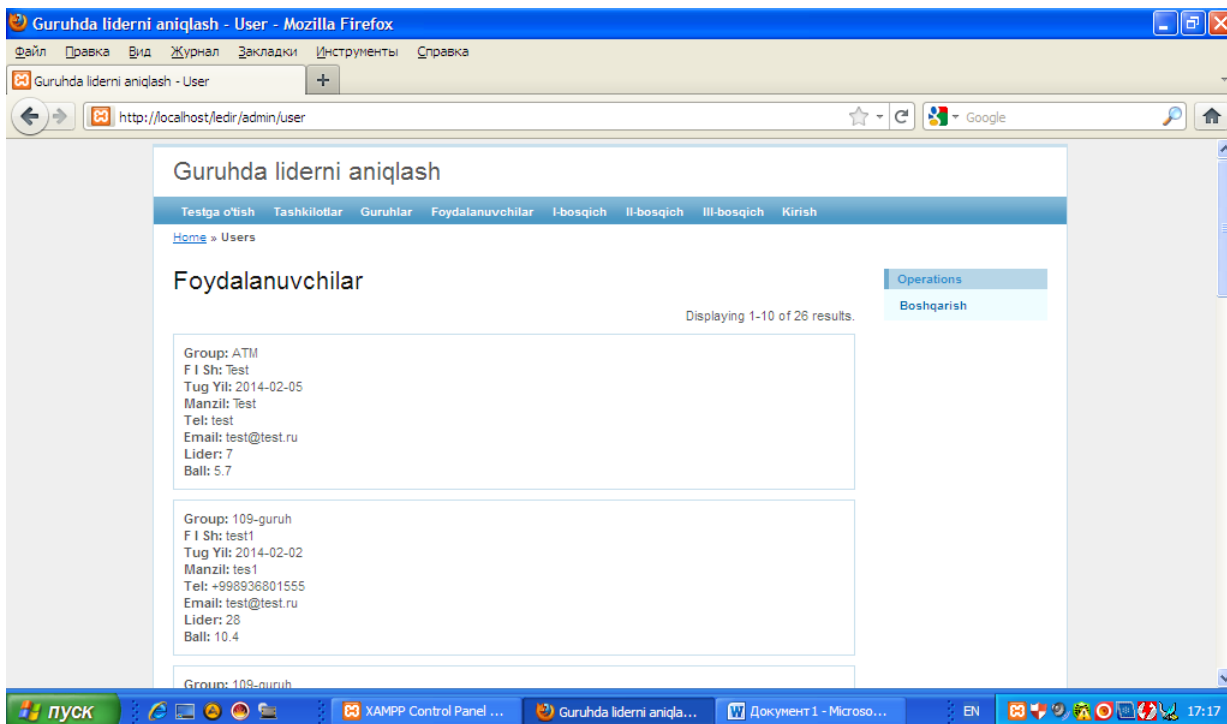 Guruhda liderni aniqlash - User - Mozilla Firefox
Файл Правка Вид Журнал Закладки Инструменты Справка
Guruhda liderni aniqlash - User
http://localhost/ledir/admin/user
Google
Guruhda liderni aniqlash
Testga o'tish Tashkilotlar Guruhlar Foydalanuvchilar I-bosqich II-bosqich III-bosqich Kirish
Home » Users
Foydalanuvchilar
Operations
Boshqarish
Displaying 1-10 of 26 results.
Group: ATM
F I Sh: Test
Tug Yil: 2014-02-05
Manzil: Test
Tel: test
Email: test@test.ru
Lider: 7
Ball: 5.7
Group: 109-guruh
F I Sh: test1
Tug Yil: 2014-02-02
Manzil: tes1
Tel: +998936801555
Email: test@test.ru
Lider: 28
Ball: 10.4
Group: 109-guruh
пуск XAMPP Control Panel ... Guruhda liderni aniqla... Документ 1 - Microso... EN 17:17